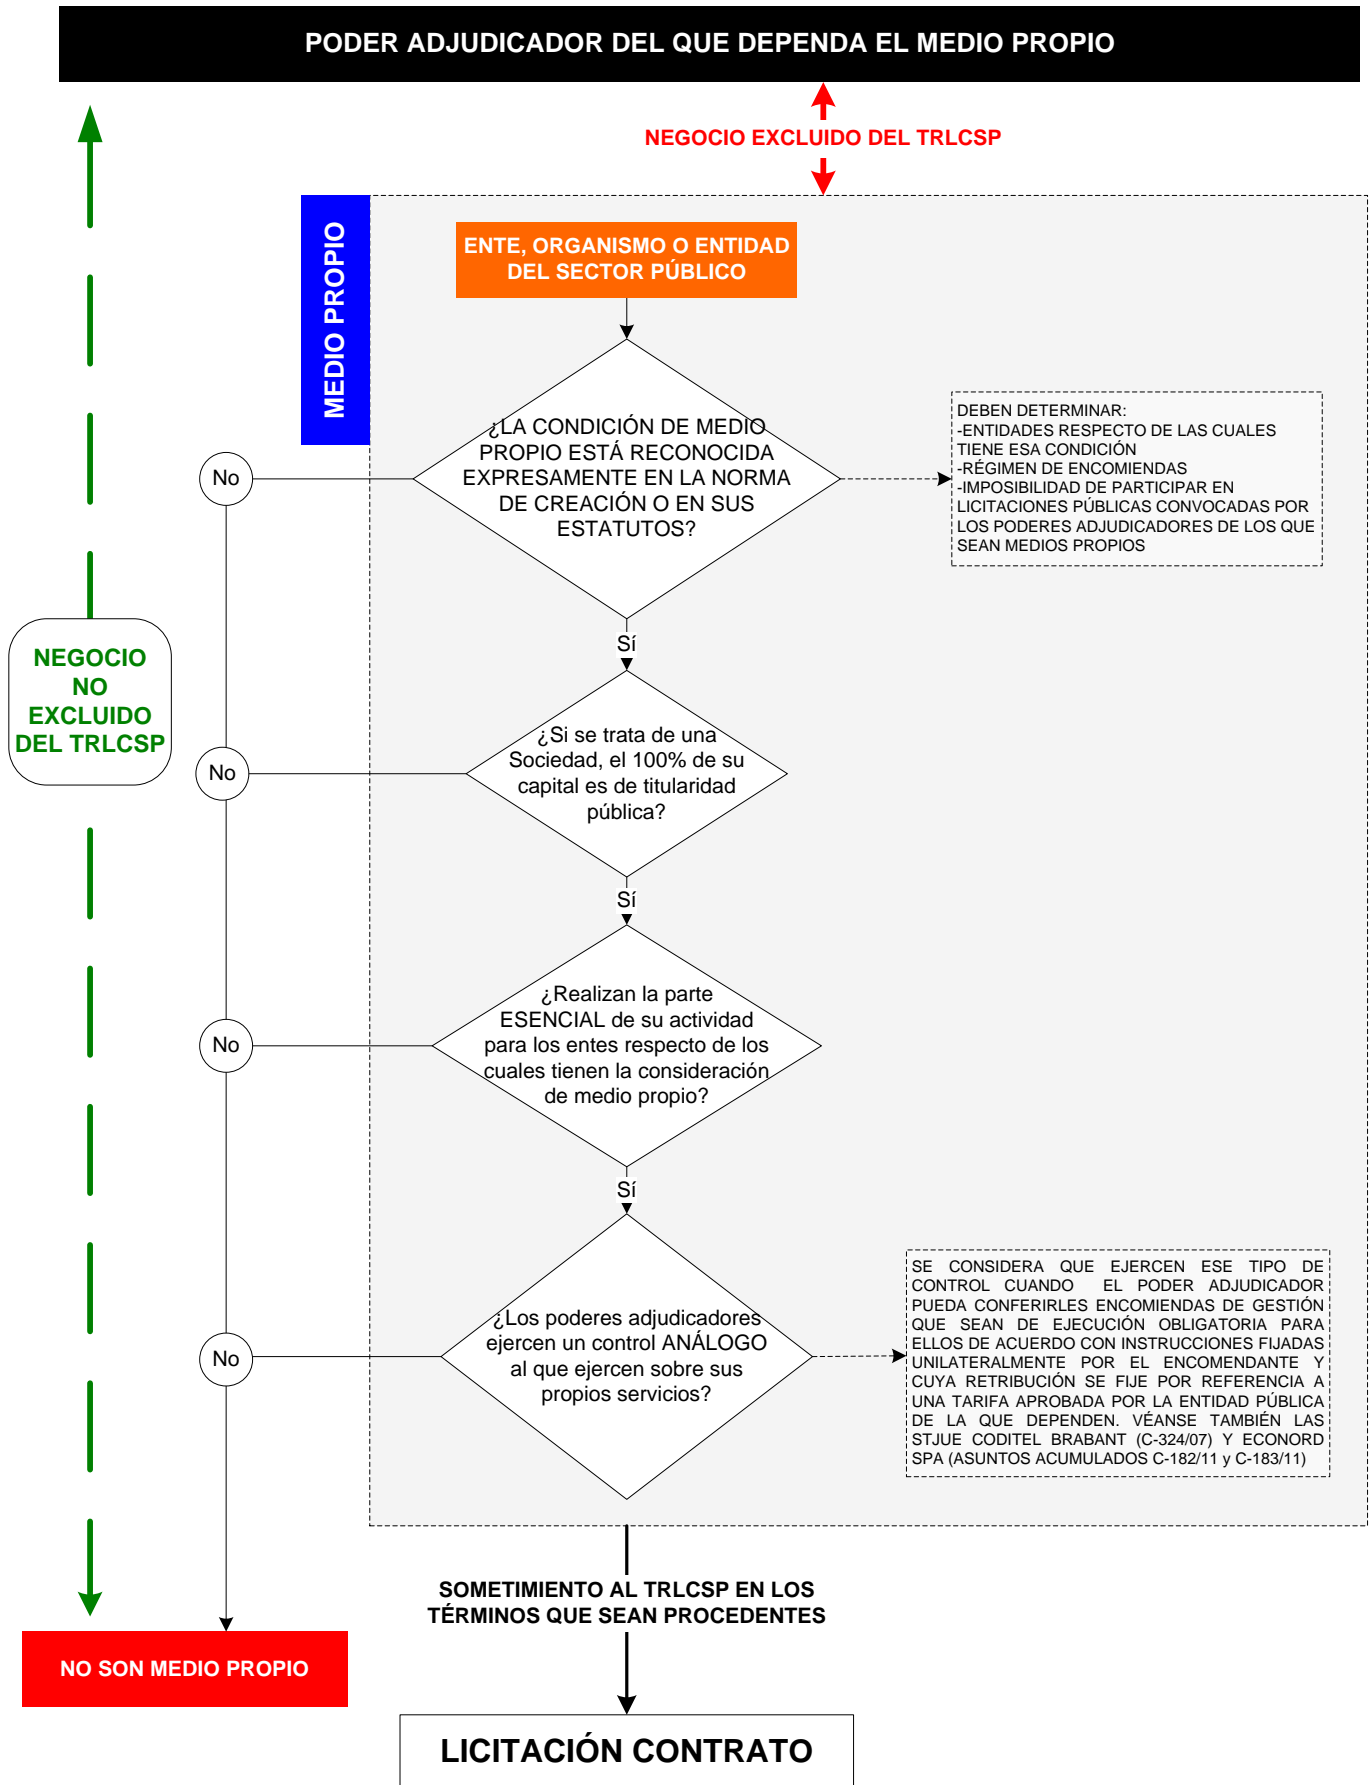 PODER ADJUDICADOR DEL QUE DEPENDA EL MEDIO PROPIO
NEGOCIO EXCLUIDO DEL TRLCSP
MEDIO PROPIO
ENTE, ORGANISMO O ENTIDAD
DEL SECTOR PÚBLICO
¿LA CONDICIÓN DE MEDIO
PROPIO ESTÁ RECONOCIDA
EXPRESAMENTE EN LA NORMA
DE CREACIÓN O EN SUS
ESTATUTOS?
DEBEN DETERMINAR:
-ENTIDADES RESPECTO DE LAS CUALES
TIENE ESA CONDICIÓN
-RÉGIMEN DE ENCOMIENDAS
-IMPOSIBILIDAD DE PARTICIPAR EN
LICITACIONES PÚBLICAS CONVOCADAS POR
LOS PODERES ADJUDICADORES DE LOS QUE
SEAN MEDIOS PROPIOS
No
Sí
NEGOCIO
NO
EXCLUIDO
DEL TRLCSP
¿Si se trata de una
Sociedad, el 100% de su
capital es de titularidad
pública?
No
Sí
¿Realizan la parte
ESENCIAL de su actividad
para los entes respecto de los
cuales tienen la consideración
de medio propio?
No
Sí
¿Los poderes adjudicadores
ejercen un control ANÁLOGO
al que ejercen sobre sus
propios servicios?
No
SE CONSIDERA QUE EJERCEN ESE TIPO DE
CONTROL CUANDO EL PODER ADJUDICADOR
PUEDA CONFERIRLES ENCOMIENDAS DE GESTIÓN
QUE SEAN DE EJECUCIÓN OBLIGATORIA PARA
ELLOS DE ACUERDO CON INSTRUCCIONES FIJADAS
UNILATERALMENTE POR EL ENCOMENDANTE Y
CUYA RETRIBUCIÓN SE FIJE POR REFERENCIA A
UNA TARIFA APROBADA POR LA ENTIDAD PÚBLICA
DE LA QUE DEPENDEN. VÉANSE TAMBIÉN LAS
STJUE CODITEL BRABANT (C-324/07) Y ECONORD
SPA (ASUNTOS ACUMULADOS C-182/11 y C-183/11)
SOMETIMIENTO AL TRLCSP EN LOS
TÉRMINOS QUE SEAN PROCEDENTES
NO SON MEDIO PROPIO
LICITACIÓN CONTRATO